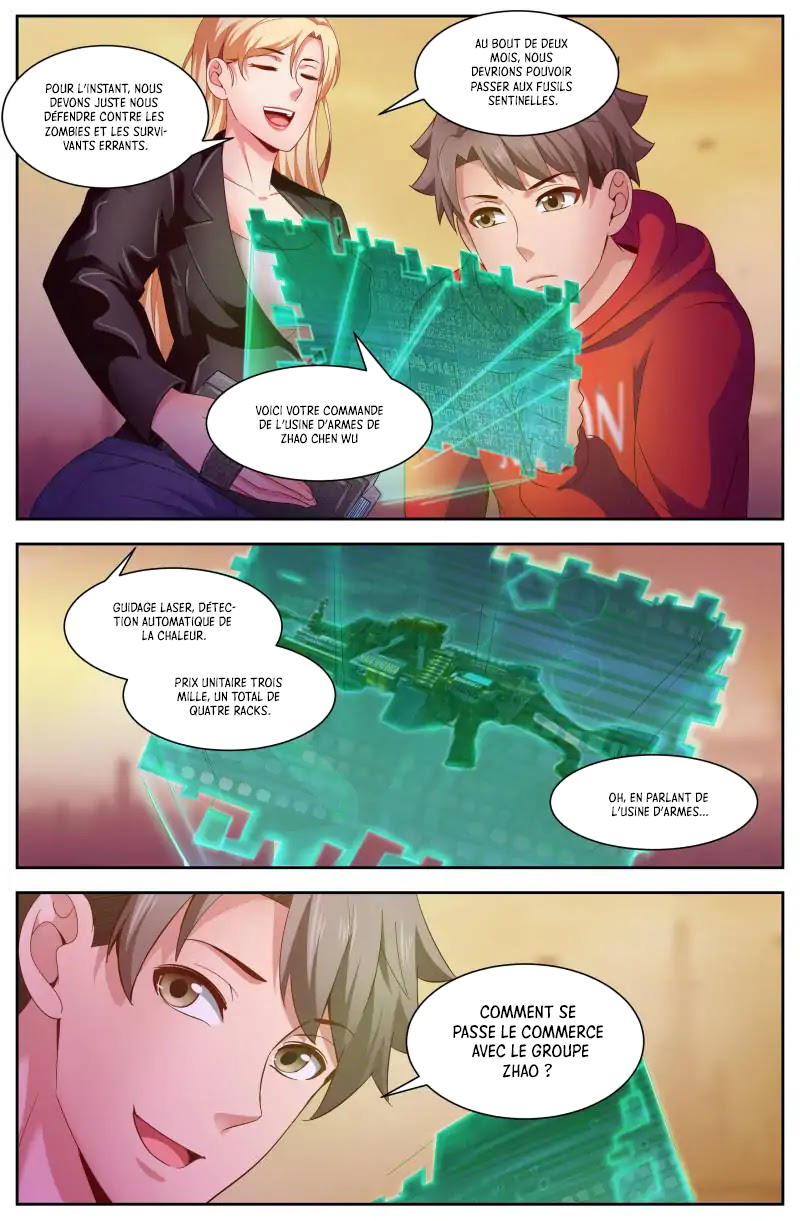 POUR L'INSTANT, NOUS
DEVONS JUSTE NOUS
DÉFENDRE CONTRE LES
ZOMBIES ET LES SURVI-
VANTS ERRANTS.
AU BOUT DE DEUX
MOIS, NOUS
DEVRIONS POUVOIR
PASSER AUX FUSILS
SENTINELLES.
VOICI VOTRE COMMANDE
DE L'USINE D'ARMES DE
ZHAO CHEN WU
GUIDAGE LASER, DÉTEC-
TION AUTOMATIQUE DE
LA CHALEUR.
PRIX UNITAIRE TROIS
MILLE, UN TOTAL DE
QUATRE RACKS.
OH, EN PARLANT DE
L'USINE D'ARMES...
COMMENT SE
PASSE LE COMMERCE
AVEC LE GROUPE
ZHAO ?